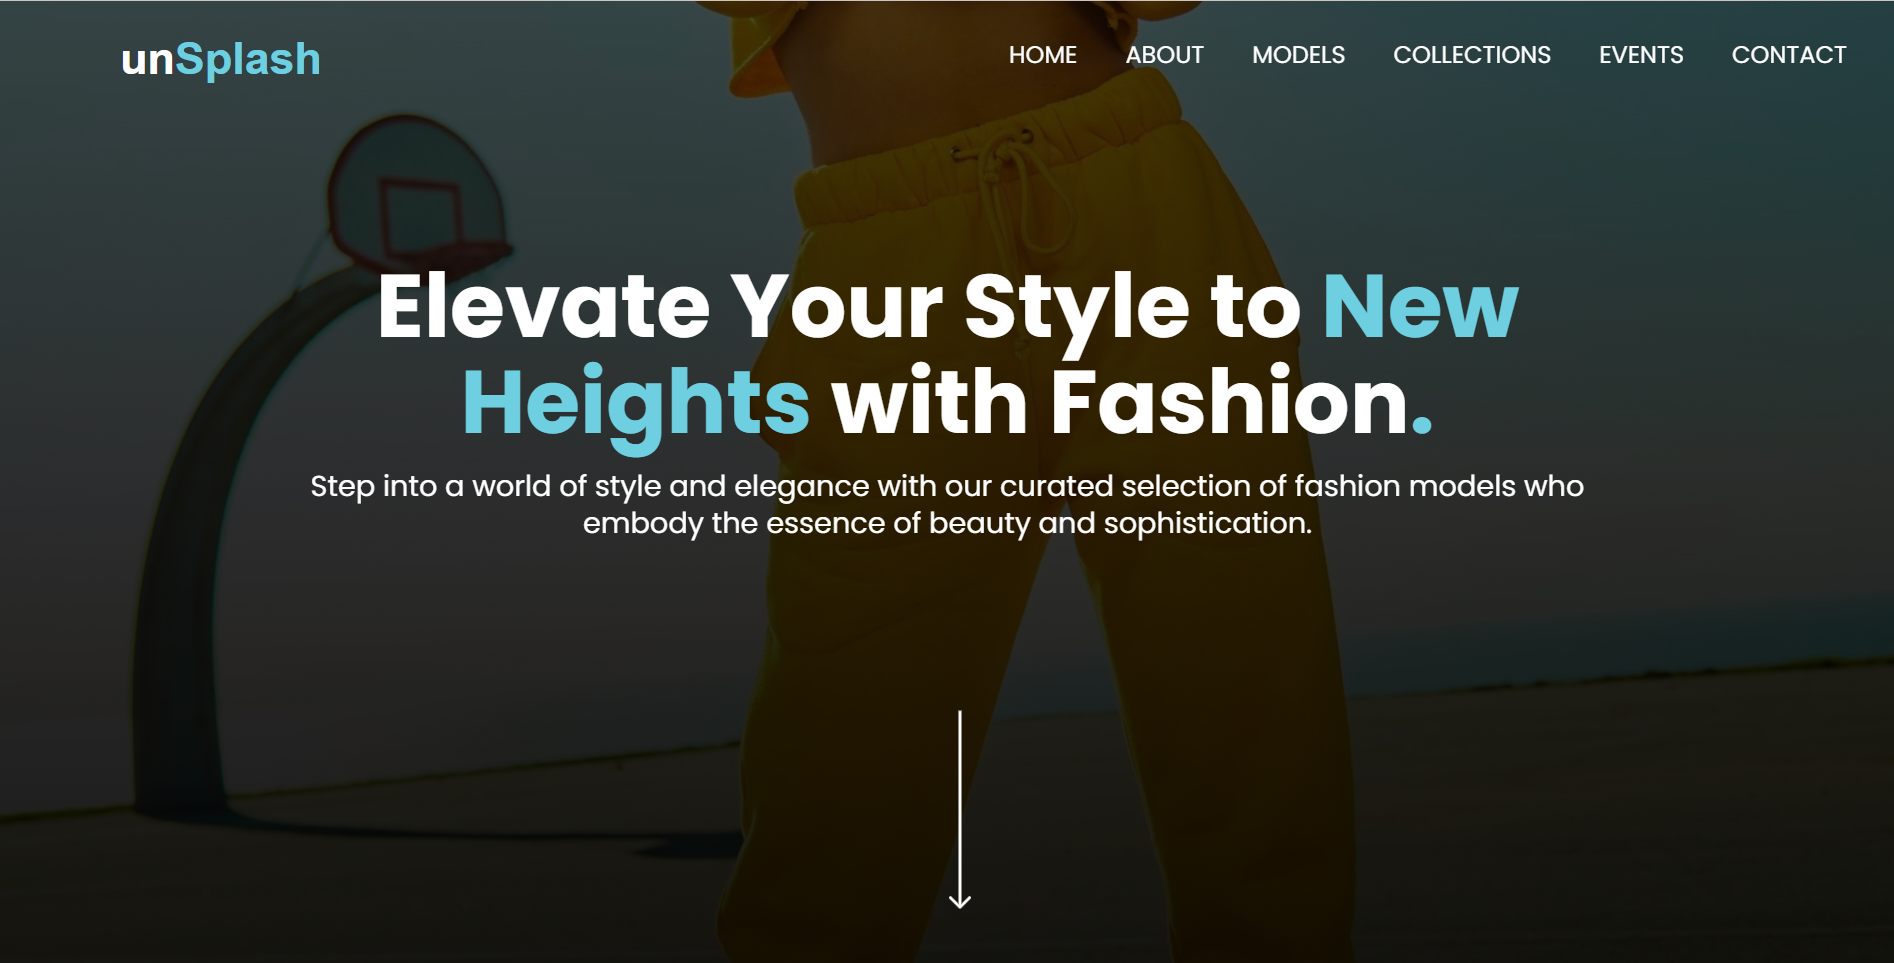 unSplash
HOME ABOUT MODELS COLLECTIONS EVENTS CONTACT
Elevate Your Style to New
Heights with Fashion.
Step into a world of style and elegance with our curated selection of fashion models who
embody the essence of beauty and sophistication.